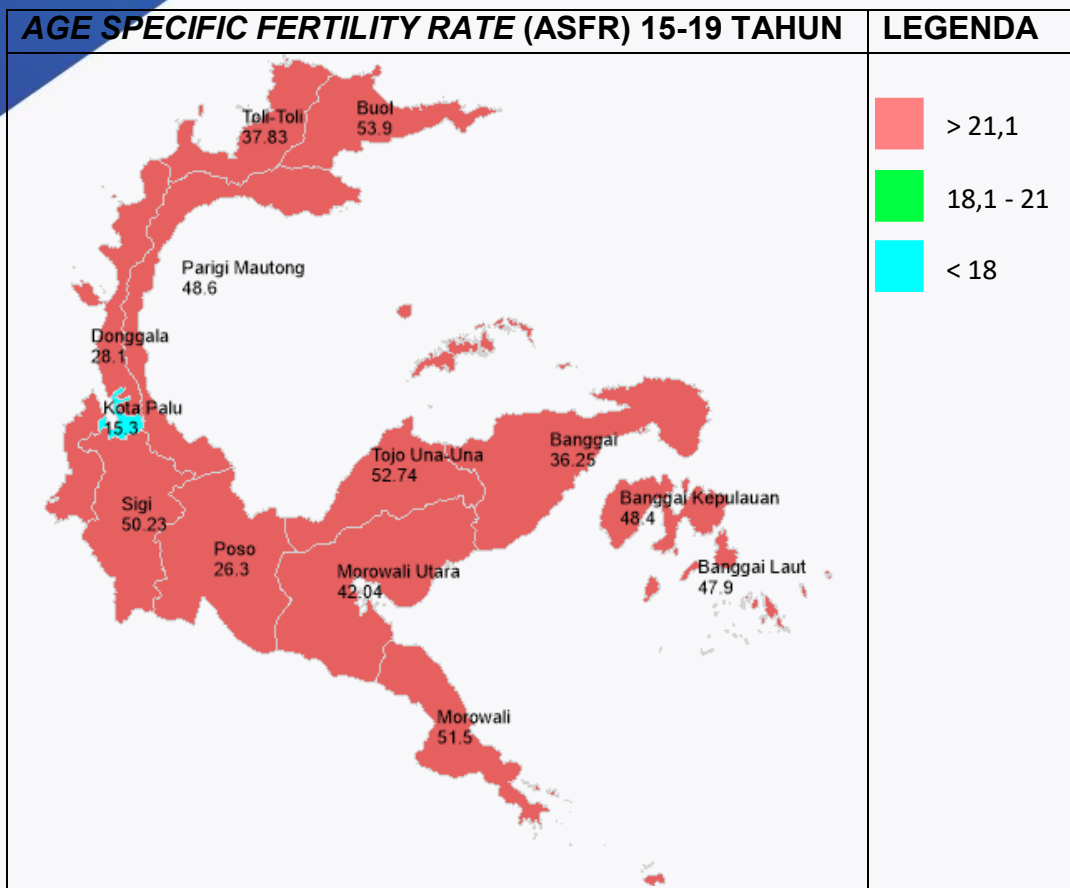 AGE SPECIFIC FERTILITY RATE (ASFR) 15-19 TAHUN
LEGENDA
> 21,1
18,1 - 21
< 18
Toli-Toli
37.83
Buol
53.9
Parigi Mautong
48.6
Donggala
28.1
Kota Palu
15.3
Tojo Una-Una
52.74
Banggai
36.25
Sigi
50.23
Banggai Kepulauan
48.4
Poso
26.3
Morowali Utara
42.04
Banggai Laut
47.9
Morowali
51.5